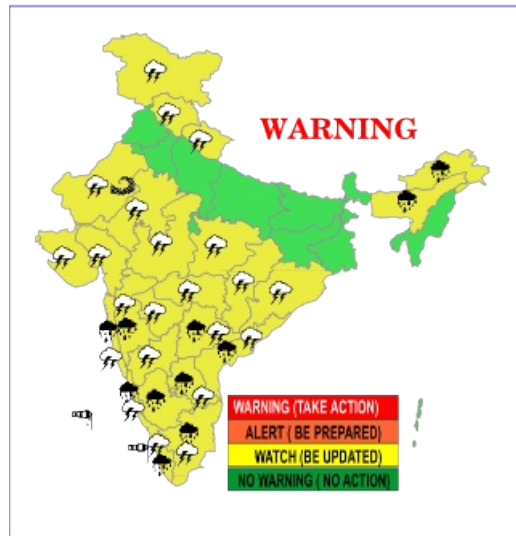 WARNING
WARNING (TAKE ACTION)
ALERT ( BE PREPARED)
WATCH (BE UPDATED)
NO WARNING ( NO ACTION)